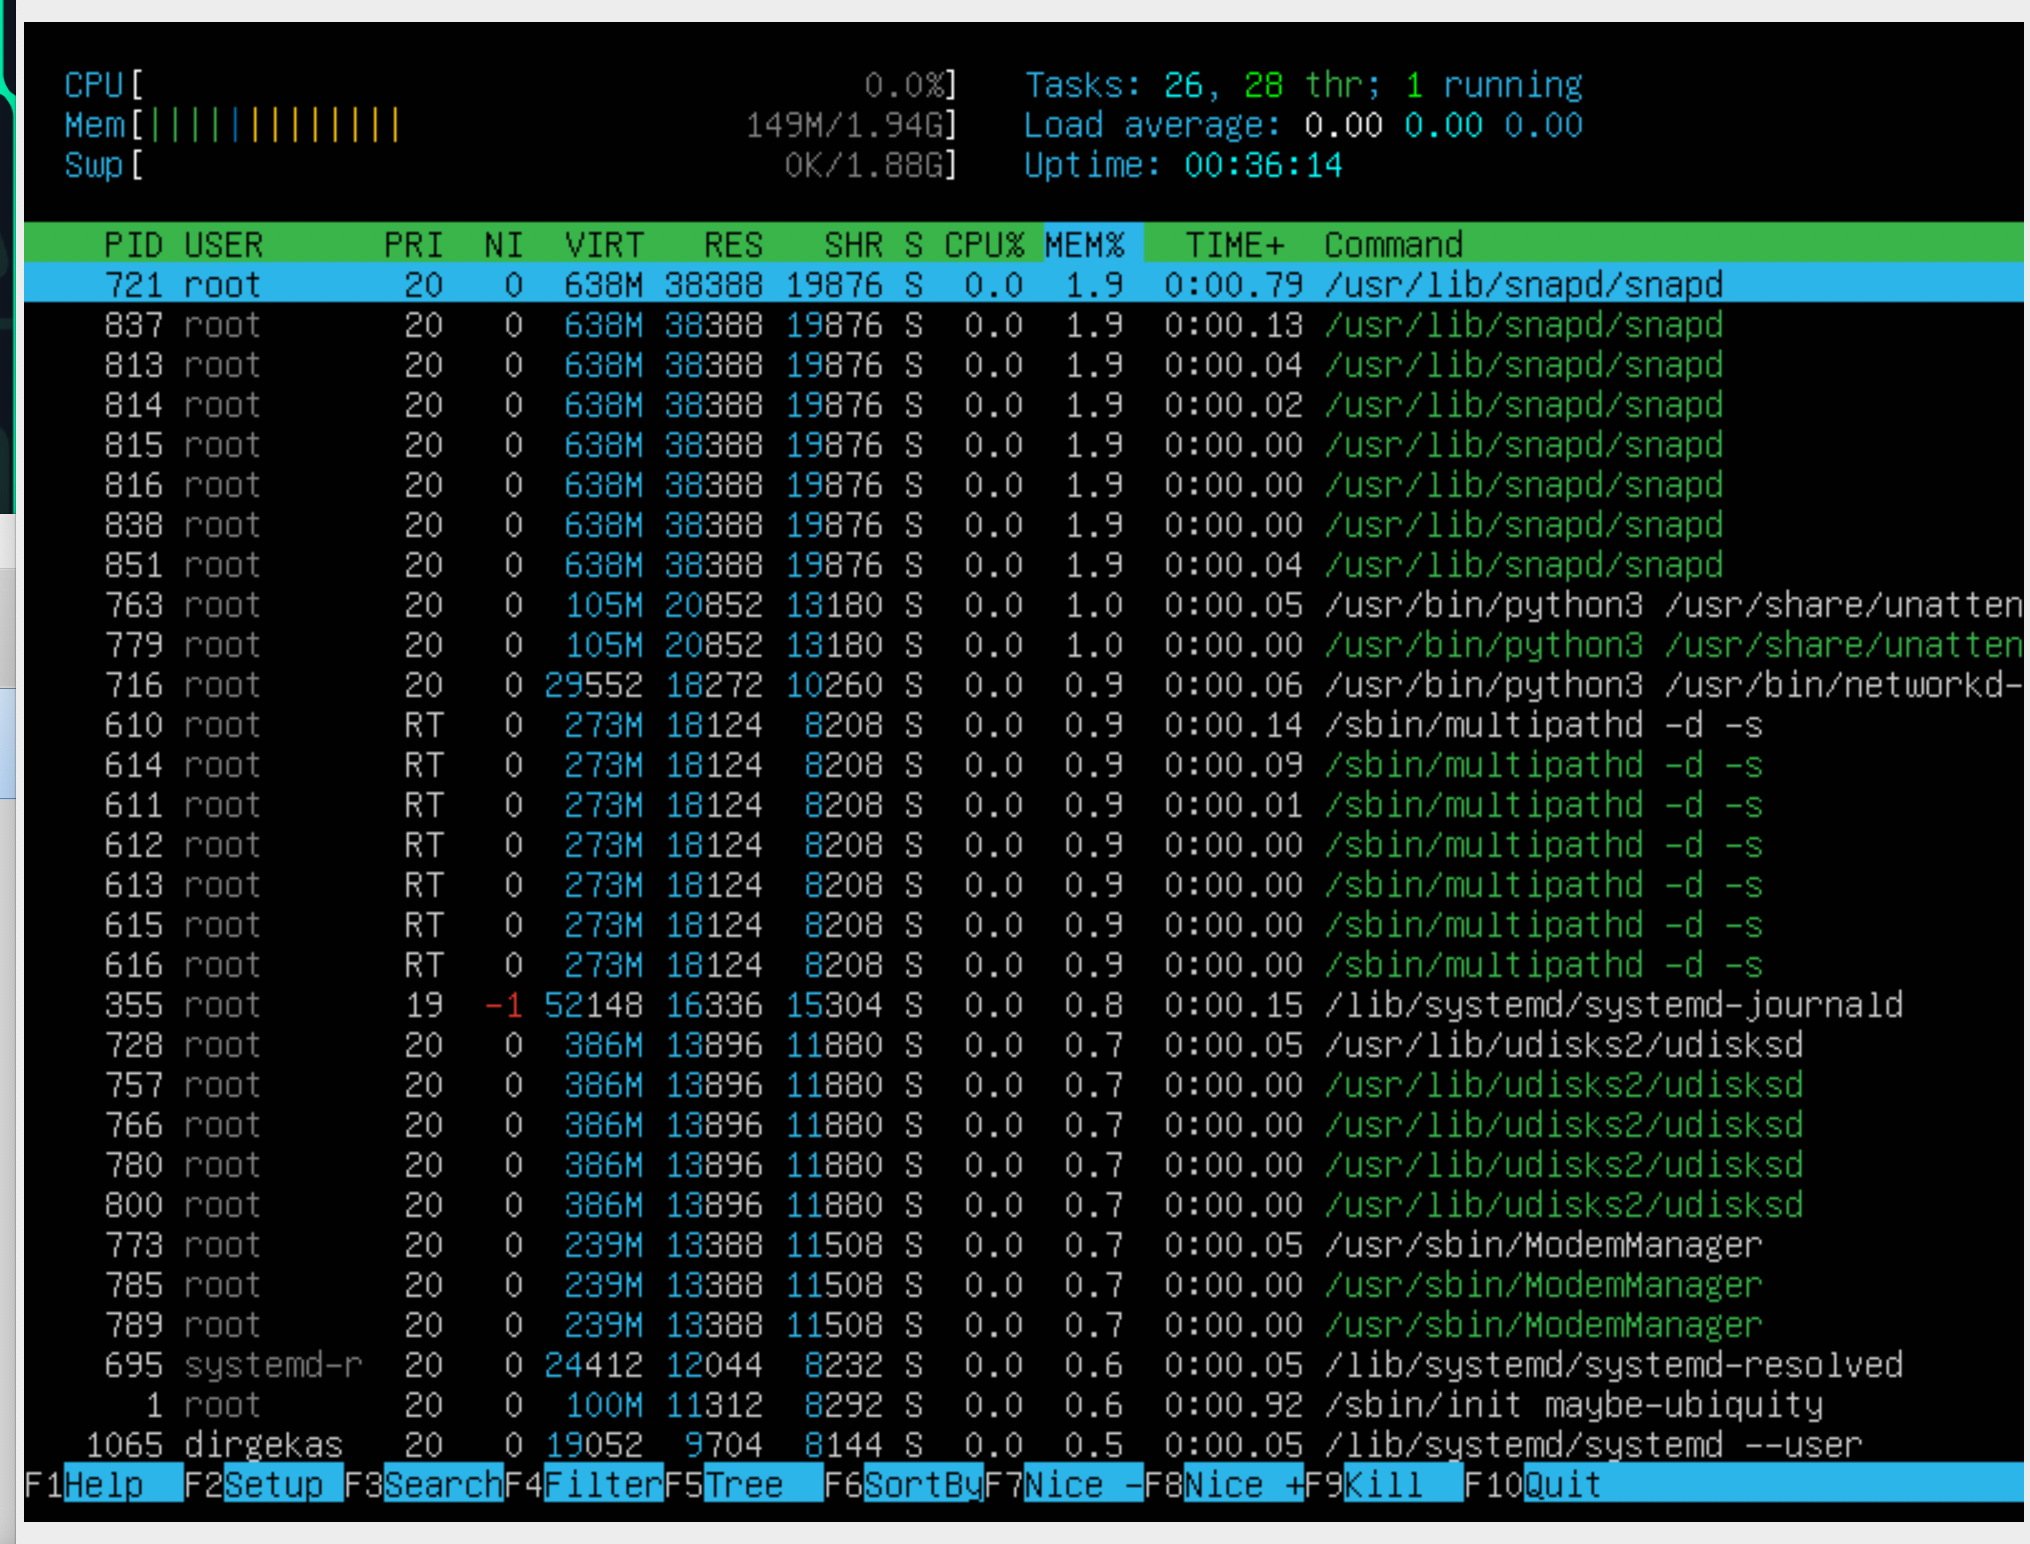 CPU[ 0.0%] Tasks: 26, 28 thr; 1 running
Mem[||||||||||||| 149M/1.94G] Load average: 0.00 0.00 0.00
Swp[ 0K/1.88G] Uptime: 00:36:14
PID USER PRI NI VIRT RES SHR S CPU% MEM% TIME+ Command
721 root 20 0 638M 38388 19876 S 0.0 1.9 0:00.79 /usr/lib/snapd/snapd
837 root 20 0 638M 38388 19876 S 0.0 1.9 0:00.13 /usr/lib/snapd/snapd
813 root 20 0 638M 38388 19876 S 0.0 1.9 0:00.04 /usr/lib/snapd/snapd
814 root 20 0 638M 38388 19876 S 0.0 1.9 0:00.02 /usr/lib/snapd/snapd
815 root 20 0 638M 38388 19876 S 0.0 1.9 0:00.00 /usr/lib/snapd/snapd
816 root 20 0 638M 38388 19876 S 0.0 1.9 0:00.00 /usr/lib/snapd/snapd
838 root 20 0 638M 38388 19876 S 0.0 1.9 0:00.00 /usr/lib/snapd/snapd
851 root 20 0 638M 38388 19876 S 0.0 1.9 0:00.04 /usr/lib/snapd/snapd
763 root 20 0 105M 20852 13180 S 0.0 1.0 0:00.05 /usr/bin/python3 /usr/share/unatten
779 root 20 0 105M 20852 13180 S 0.0 1.0 0:00.00 /usr/bin/python3 /usr/share/unatten
716 root 20 0 29552 18272 10260 S 0.0 0.9 0:00.06 /usr/bin/python3 /usr/bin/networkd-
610 root RT 0 273M 18124 8208 S 0.0 0.9 0:00.14 /sbin/multipathd -d -s
614 root RT 0 273M 18124 8208 S 0.0 0.9 0:00.09 /sbin/multipathd -d -s
611 root RT 0 273M 18124 8208 S 0.0 0.9 0:00.01 /sbin/multipathd -d -s
612 root RT 0 273M 18124 8208 S 0.0 0.9 0:00.00 /sbin/multipathd -d -s
613 root RT 0 273M 18124 8208 S 0.0 0.9 0:00.00 /sbin/multipathd -d -s
615 root RT 0 273M 18124 8208 S 0.0 0.9 0:00.00 /sbin/multipathd -d -s
616 root RT 0 273M 18124 8208 S 0.0 0.9 0:00.00 /sbin/multipathd -d -s
355 root 19 -1 52148 16336 15304 S 0.0 0.8 0:00.15 /lib/systemd/systemd-journald
728 root 20 0 386M 13896 11880 S 0.0 0.7 0:00.05 /usr/lib/udisks2/udisksd
757 root 20 0 386M 13896 11880 S 0.0 0.7 0:00.00 /usr/lib/udisks2/udisksd
766 root 20 0 386M 13896 11880 S 0.0 0.7 0:00.00 /usr/lib/udisks2/udisksd
780 root 20 0 386M 13896 11880 S 0.0 0.7 0:00.00 /usr/lib/udisks2/udisksd
800 root 20 0 386M 13896 11880 S 0.0 0.7 0:00.00 /usr/lib/udisks2/udisksd
773 root 20 0 239M 13388 11508 S 0.0 0.7 0:00.05 /usr/sbin/ModemManager
785 root 20 0 239M 13388 11508 S 0.0 0.7 0:00.00 /usr/sbin/ModemManager
789 root 20 0 239M 13388 11508 S 0.0 0.7 0:00.00 /usr/sbin/ModemManager
695 systemd-r 20 0 24412 12044 8232 S 0.0 0.6 0:00.05 /lib/systemd/systemd-resolved
1 root 20 0 100M 11312 8292 S 0.0 0.6 0:00.92 /sbin/init maybe-ubiquity
1065 dirgekas 20 0 19052 9704 8144 S 0.0 0.5 0:00.05 /lib/systemd/systemd --user
F1Help F2Setup F3SearchF4FilterF5Tree F6SortByF7Nice -F8Nice +F9Kill F10Quit